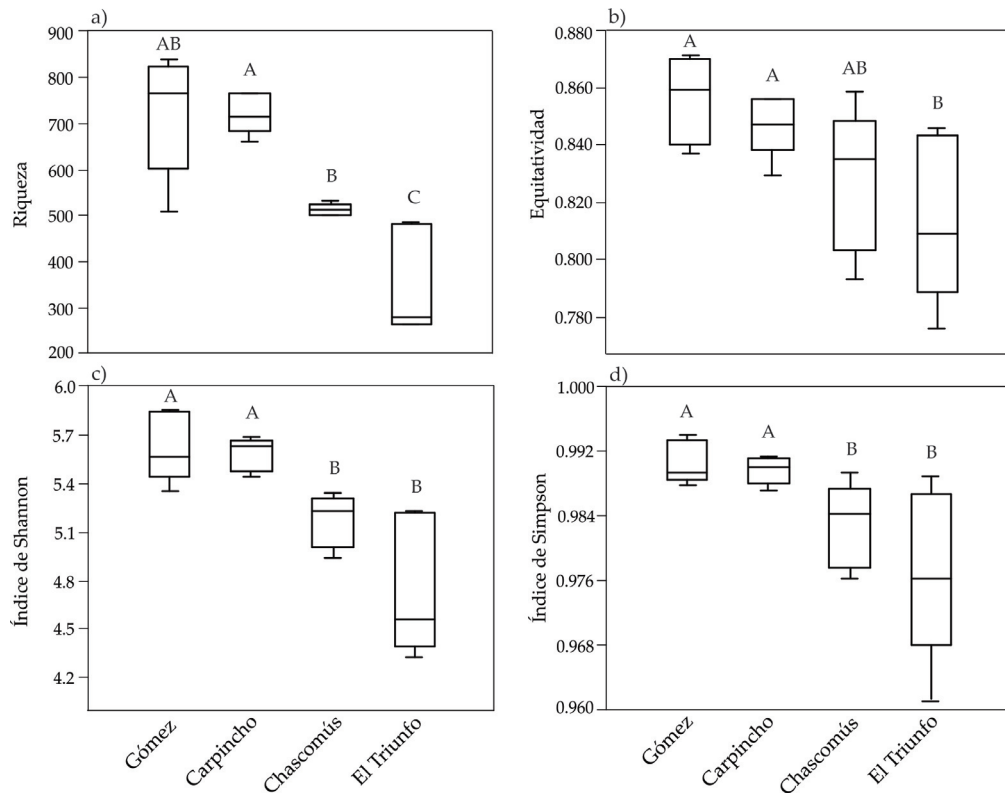 a)
Riqueza
900
800
700
600
500
400
300
200
AB
A
B
C
b)
Equitatividad
0.880
0.860
0.840
0.820
0.800
0.780
A
A
AB
B
c)
Índice de Shannon
6.0
5.7
5.4
5.1
4.8
4.5
4.2
A
A
B
B
Gómez
Carpincho
Chascomús
El Triunfo
d)
Índice de Simpson
1.000
0.992
0.984
0.976
0.968
0.960
A
A
B
B
Gómez
Carpincho
Chascomús
El Triunfo